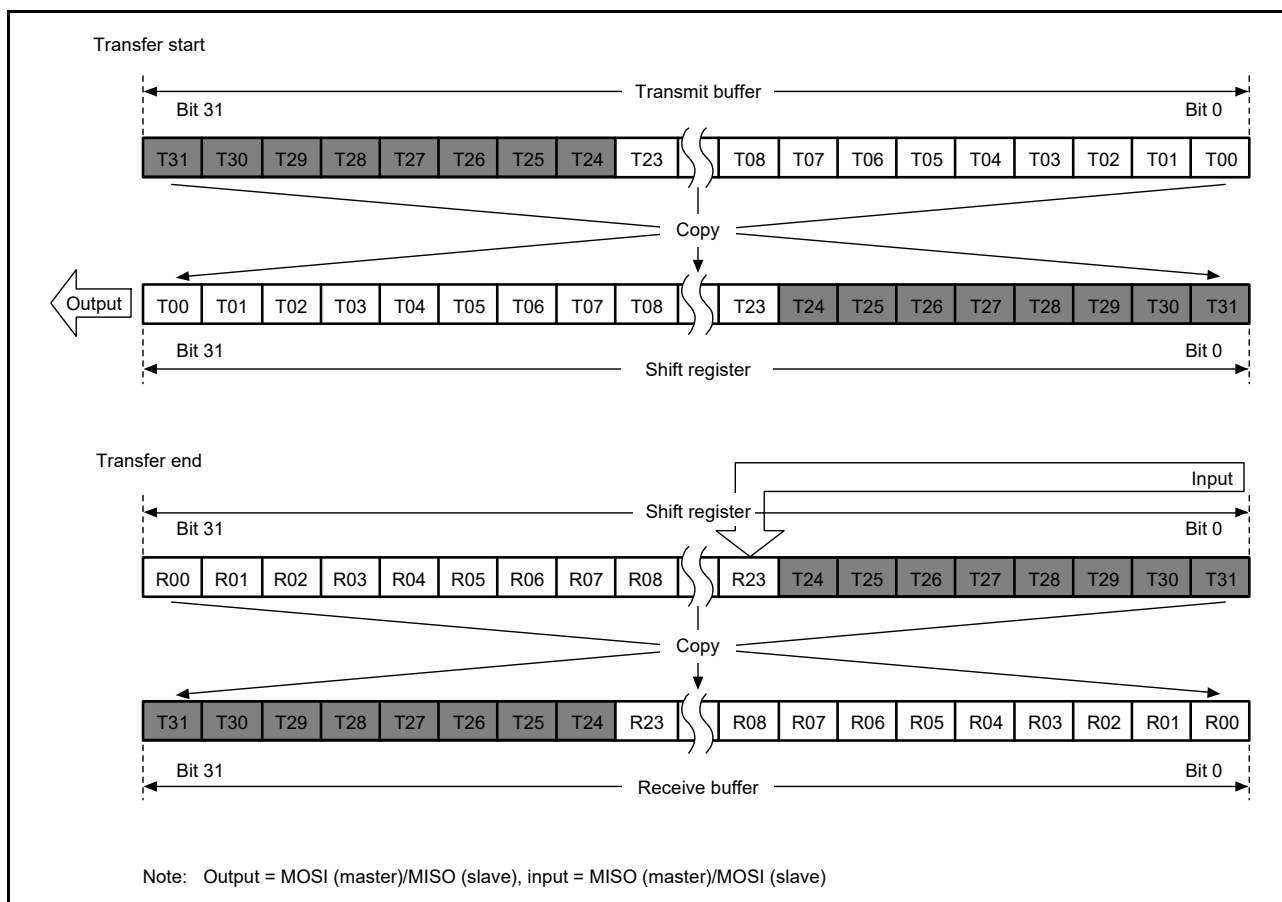 Transfer start
Transmit buffer
Bit 31 Bit 0
T31 T30 T29 T28 T27 T26 T25 T24 T23 T08 T07 T06 T05 T04 T03 T02 T01 T00
Copy
Output T00 T01 T02 T03 T04 T05 T06 T07 T08 T23 T24 T25 T26 T27 T28 T29 T30 T31
Bit 31 Bit 0
Shift register
Transfer end
Input
Shift register
Bit 31 Bit 0
R00 R01 R02 R03 R04 R05 R06 R07 R08 R23 T24 T25 T26 T27 T28 T29 T30 T31
Copy
T31 T30 T29 T28 T27 T26 T25 T24 R23 R08 R07 R06 R05 R04 R03 R02 R01 R00
Bit 31 Bit 0
Receive buffer
Note: Output = MOSI (master)/MISO (slave), input = MISO (master)/MOSI (slave)